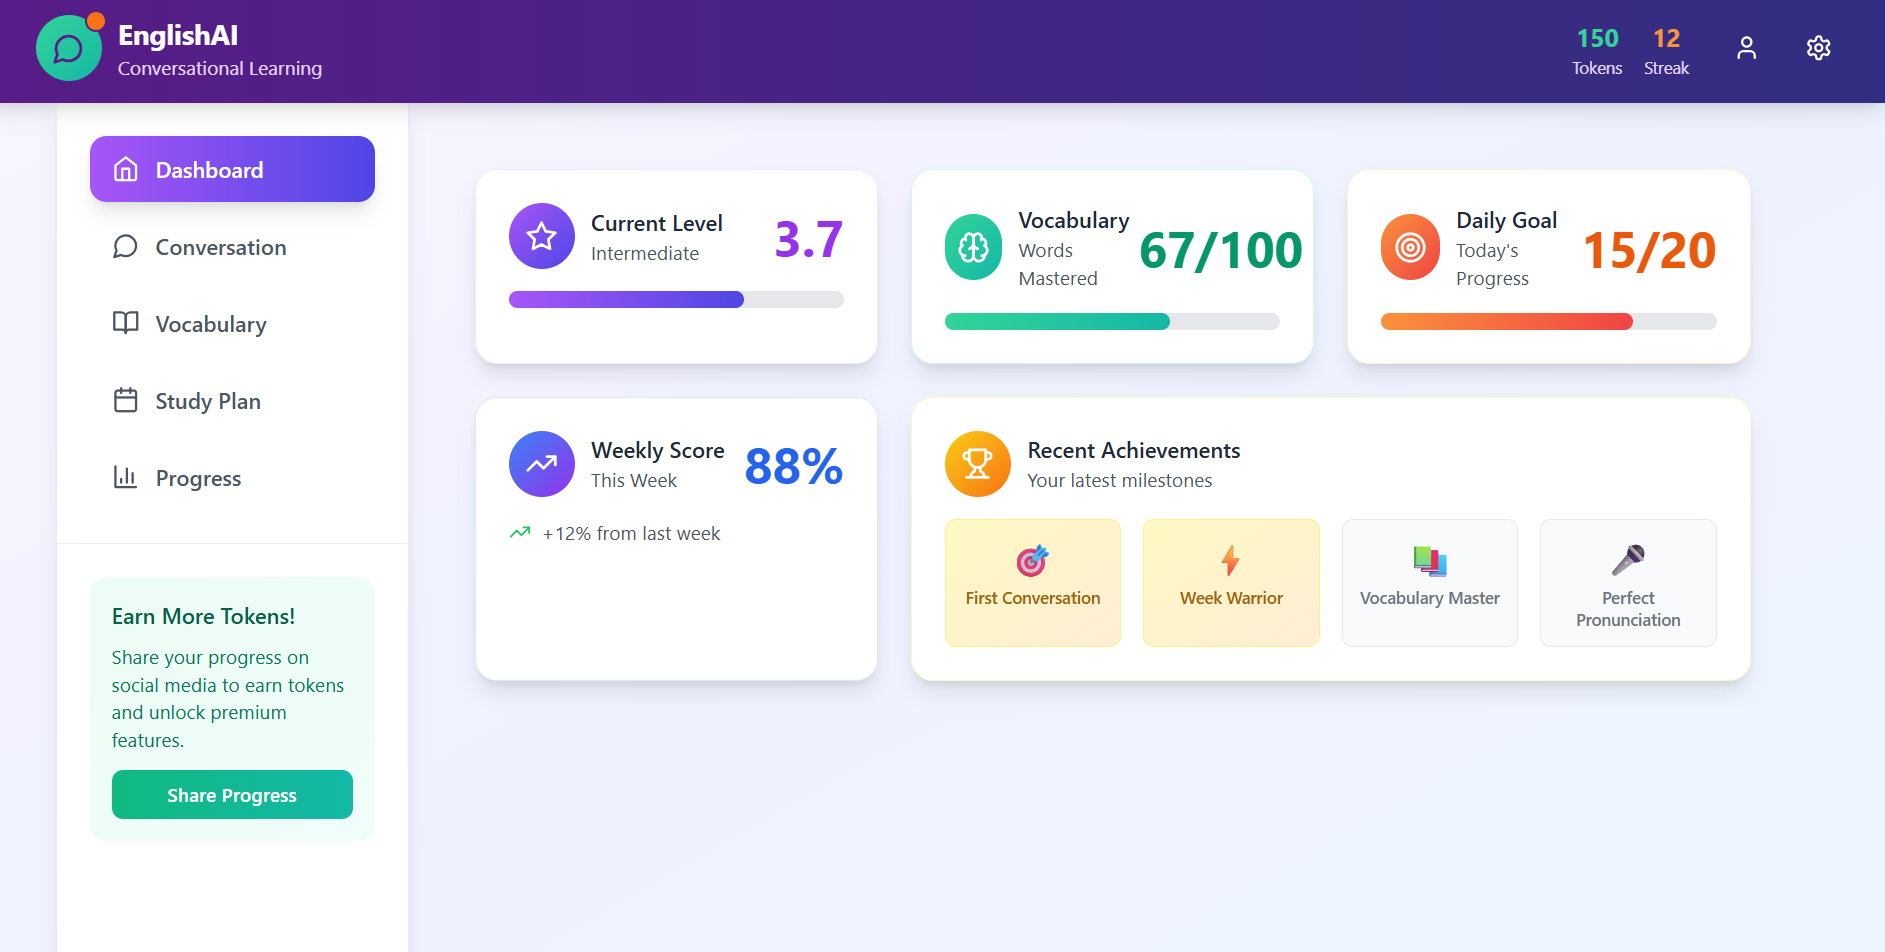 EnglishAI
Conversational Learning
150
Tokens
12
Streak
Dashboard
Conversation
Vocabulary
Study Plan
Progress
Earn More Tokens!
Share your progress on
social media to earn tokens
and unlock premium
features.
Share Progress
Current Level
Intermediate
3.7
Vocabulary
Words
Mastered
67/100
Daily Goal
Today's
Progress
15/20
Weekly Score
This Week
88%
+12% from last week
Recent Achievements
Your latest milestones
First Conversation
Week Warrior
Vocabulary Master
Perfect
Pronunciation